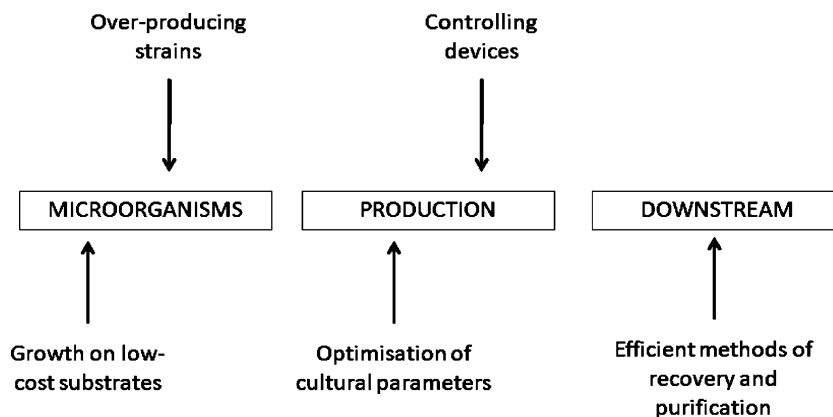 Over-producing
strains
Controlling
devices
MICROORGANISMS
PRODUCTION
DOWNSTREAM
Growth on low-
cost substrates
Optimisation of
cultural parameters
Efficient methods of
recovery and
purification